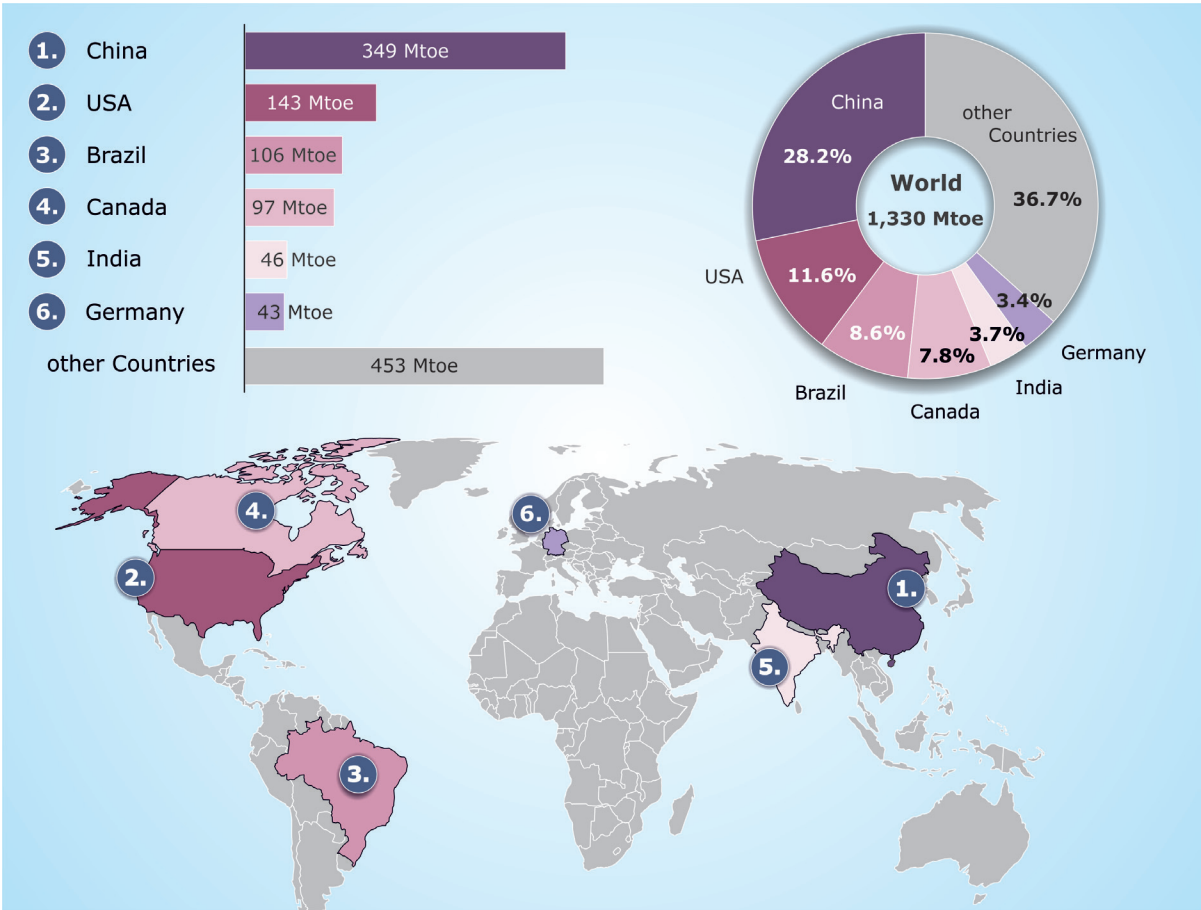 1. China 349 Mtoe
2. USA 143 Mtoe
3. Brazil 106 Mtoe
4. Canada 97 Mtoe
5. India 46 Mtoe
6. Germany 43 Mtoe
other Countries 453 Mtoe
China
28.2%
other
Countries
36.7%
World
1,330 Mtoe
USA
11.6%
8.6%
Brazil
7.8%
Canada
3.7%
India
3.4%
Germany
4.
6.
2.
1.
5.
3.